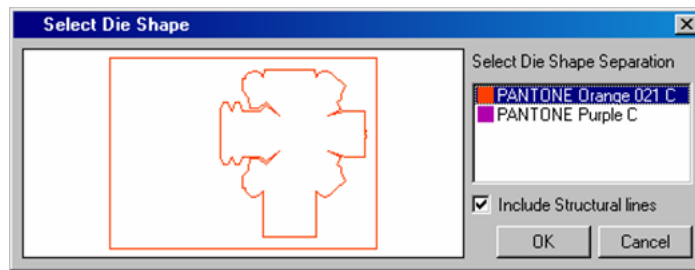 Select Die Shape
Select Die Shape Separation
PANTONE Orange 021 C
PANTONE Purple C
Include Structural lines
OK
Cancel